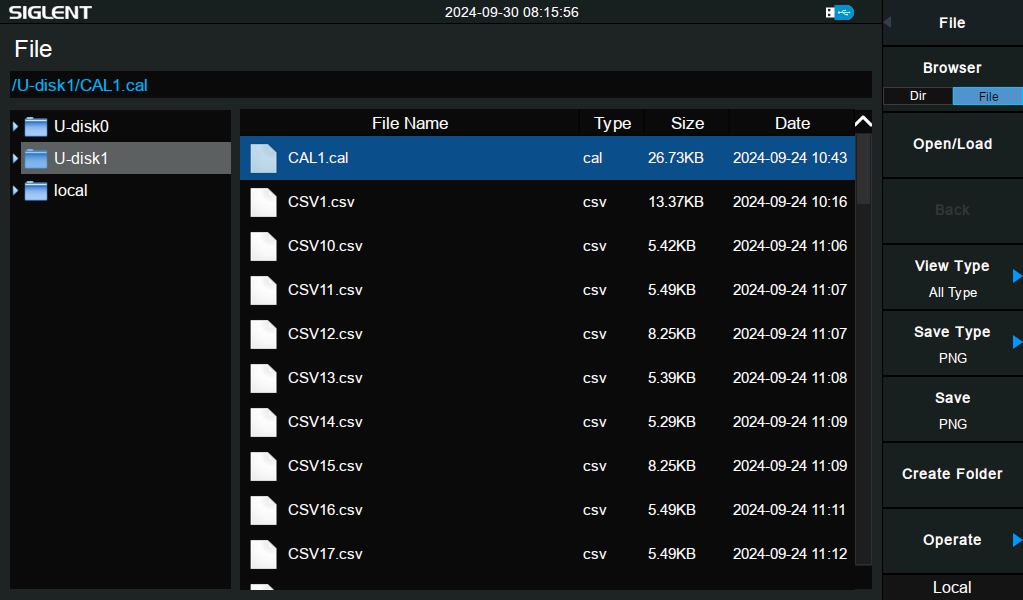 SIGLENT
2024-09-30 08:15:56
File
/U-disk1/CAL1.cal
U-disk0
U-disk1
local
File Name Type Size Date
CAL1.cal cal 26.73KB 2024-09-24 10:43
CSV1.csv csv 13.37KB 2024-09-24 10:16
CSV10.csv csv 5.42KB 2024-09-24 11:06
CSV11.csv csv 5.49KB 2024-09-24 11:07
CSV12.csv csv 8.25KB 2024-09-24 11:07
CSV13.csv csv 5.39KB 2024-09-24 11:08
CSV14.csv csv 5.29KB 2024-09-24 11:09
CSV15.csv csv 8.25KB 2024-09-24 11:09
CSV16.csv csv 5.49KB 2024-09-24 11:11
CSV17.csv csv 5.49KB 2024-09-24 11:12
File
Browser
Dir File
Open/Load
Back
View Type
All Type
Save Type
PNG
Save
PNG
Create Folder
Operate
Local